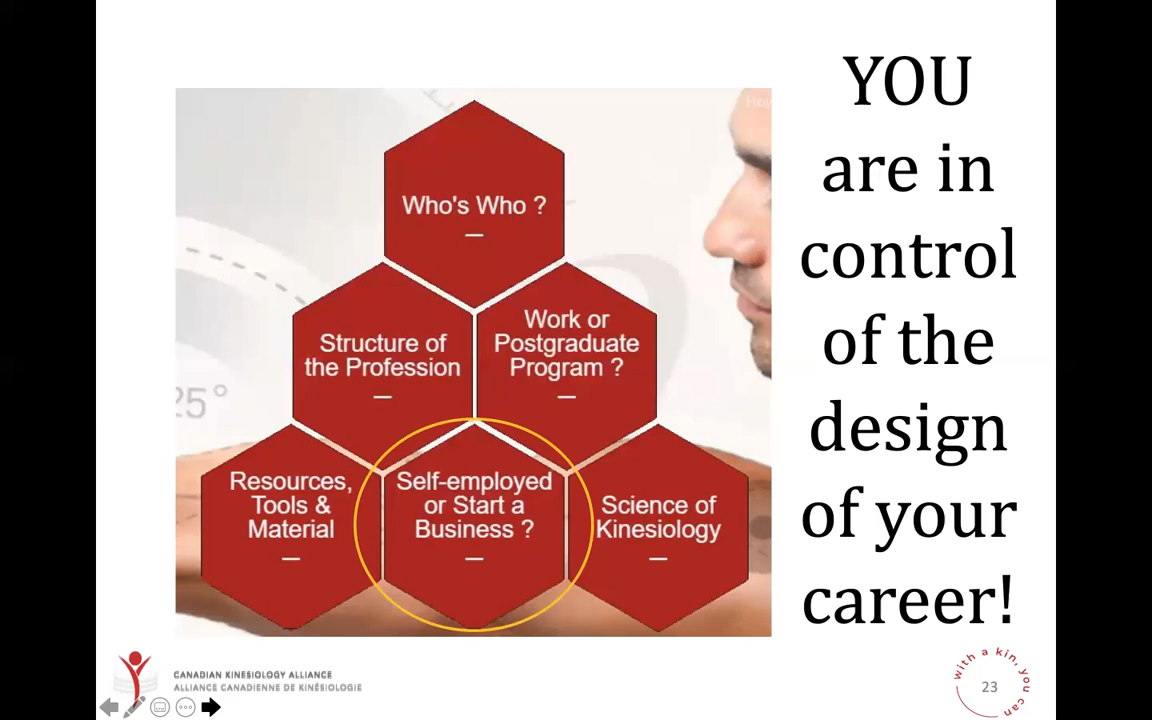 How
Who's Who ?
Structure of
the Profession
Work or
Postgraduate
Program ?
25°
Resources,
Tools &
Material
Self-employed
or Start a
Business ?
Science of
Kinesiology
YOU
are in
control
of the
design
of your
career!
CANADIAN KINESIOLOGY ALLIANCE
ALLIANCE CANADIENNE DE KINÉSIOLOGIE
with a kin, you can
23